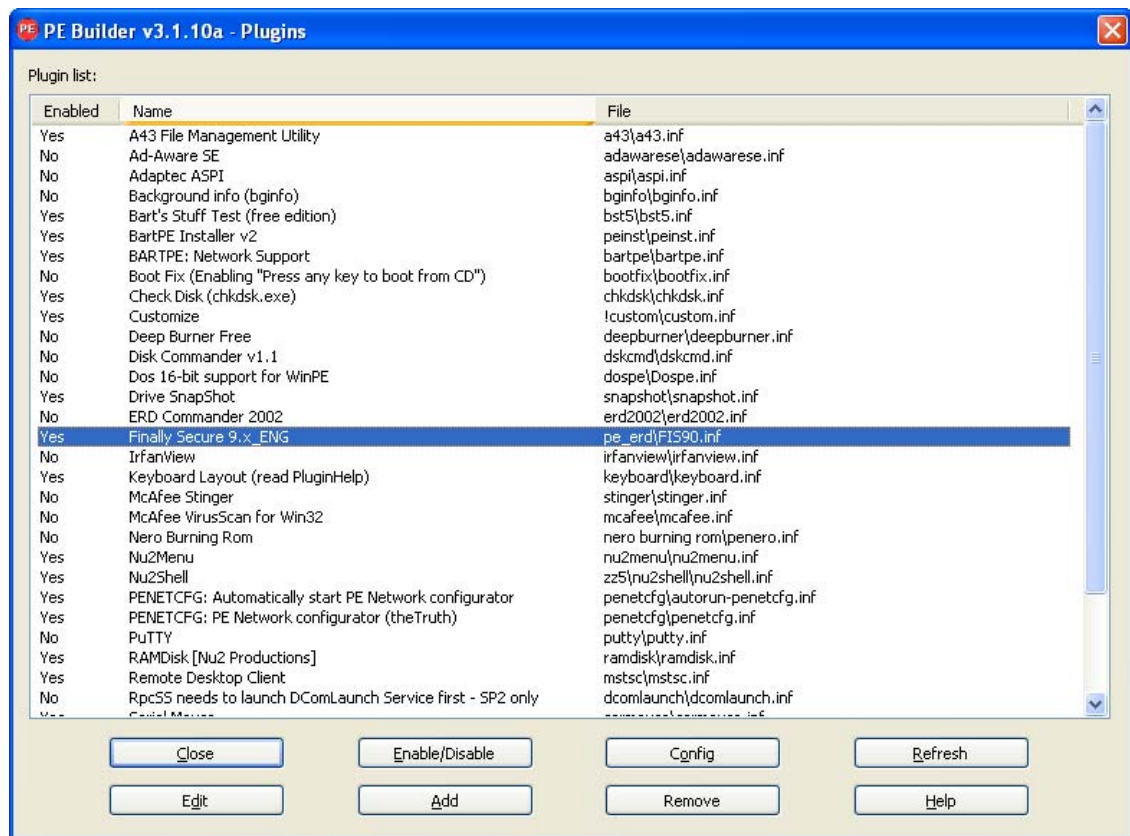 PE Builder v3.1.10a - Plugins
Plugin list:
Enabled Name File
Yes A43 File Management Utility a43\a43.inf
No Ad-Aware SE adawarese\adawarese.inf
No Adaptec ASPI aspi\aspi.inf
No Background info (bginfo) bginfo\bginfo.inf
Yes Bart's Stuff Test (free edition) bst5\bst5.inf
Yes BartPE Installer v2 peinst\peinst.inf
Yes BARTPE: Network Support bartpe\bartpe.inf
No Boot Fix (Enabling "Press any key to boot from CD") bootfix\bootfix.inf
Yes Check Disk (chkdsk.exe) chkdsk\chkdsk.inf
Yes Customize !custom\custom.inf
No Deep Burner Free deepburner\deepburner.inf
No Disk Commander v1.1 dskcmd\dskcmd.inf
No Dos 16-bit support for WinPE dospe\Dospe.inf
Yes Drive SnapShot snapshot\snapshot.inf
No ERD Commander 2002 erd2002\erd2002.inf
Yes Finally Secure 9.x_ENG pe_erd\FIS90.inf
No IrfanView irfanview\irfanview.inf
Yes Keyboard Layout (read PluginHelp) keyboard\keyboard.inf
No McAfee Stinger stinger\stinger.inf
No McAfee VirusScan for Win32 mcafee\mcafee.inf
No Nero Burning Rom nero burning rom\penero.inf
Yes Nu2Menu nu2menu\nu2menu.inf
Yes Nu2Shell zz5\nu2shell\nu2shell.inf
Yes PENETCFG: Automatically start PE Network configurator penetcfg\autorun-penetcfg.inf
Yes PENETCFG: PE Network configurator (theTruth) penetcfg\penetcfg.inf
No PuTTY putty\putty.inf
Yes RAMDisk [Nu2 Productions] ramdisk\ramdisk.inf
Yes Remote Desktop Client mstsc\mstsc.inf
No RpcSS needs to launch DComLaunch Service first - SP2 only dcomlaunch\dcomlaunch.inf
Close Enable/Disable Config Refresh
Edit Add Remove Help